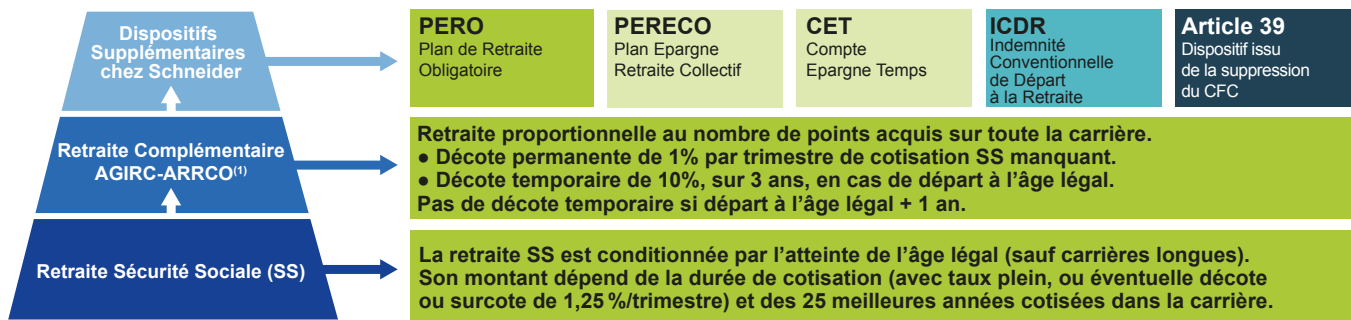 Dispositifs
Supplémentaires
chez Schneider
PERO
Plan de Retraite
Obligatoire
PERECO
Plan Epargne
Retraite Collectif
CET
Compte
Epargne Temps
ICDR
Indemnité
Conventionnelle
de Départ
à la Retraite
Article 39
Dispositif issu
de la suppression
du CFC
Retraite Complémentaire
AGIRC-ARRCO(1)
Retraite proportionnelle au nombre de points acquis sur toute la carrière.
● Décote permanente de 1% par trimestre de cotisation SS manquant.
● Décote temporaire de 10%, sur 3 ans, en cas de départ à l’âge légal.
Pas de décote temporaire si départ à l’âge légal + 1 an.
Retraite Sécurité Sociale (SS)
La retraite SS est conditionnée par l’atteinte de l’âge légal (sauf carrières longues).
Son montant dépend de la durée de cotisation (avec taux plein, ou éventuelle décote
ou surcote de 1,25 %/trimestre) et des 25 meilleures années cotisées dans la carrière.